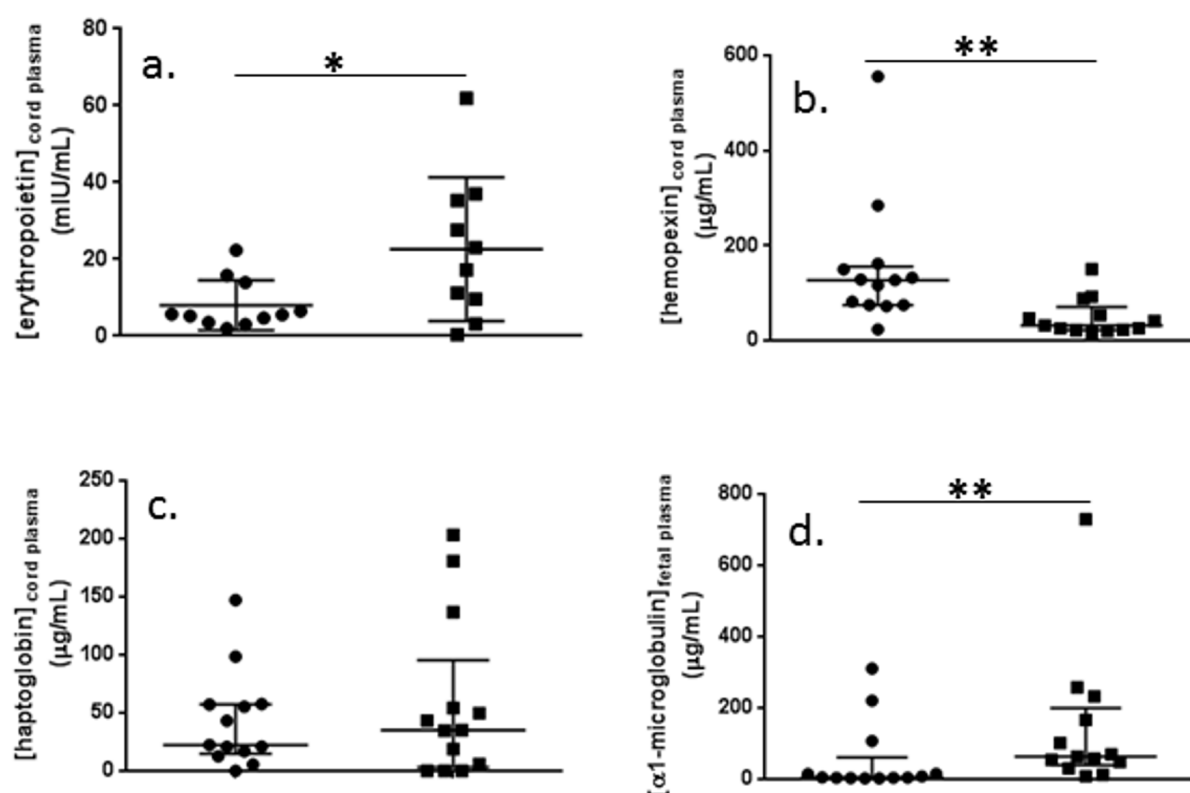 a.
*
[erythropoietin] cord plasma
(mIU/mL)
80
60
40
20
0
b.
**
[hemopexin] cord plasma
(μg/mL)
600
400
200
0
c.
[haptoglobin] cord plasma
(μg/mL)
250
200
150
100
50
0
d.
**
[α1-microglobulin] fetal plasma
(μg/mL)
800
600
400
200
0